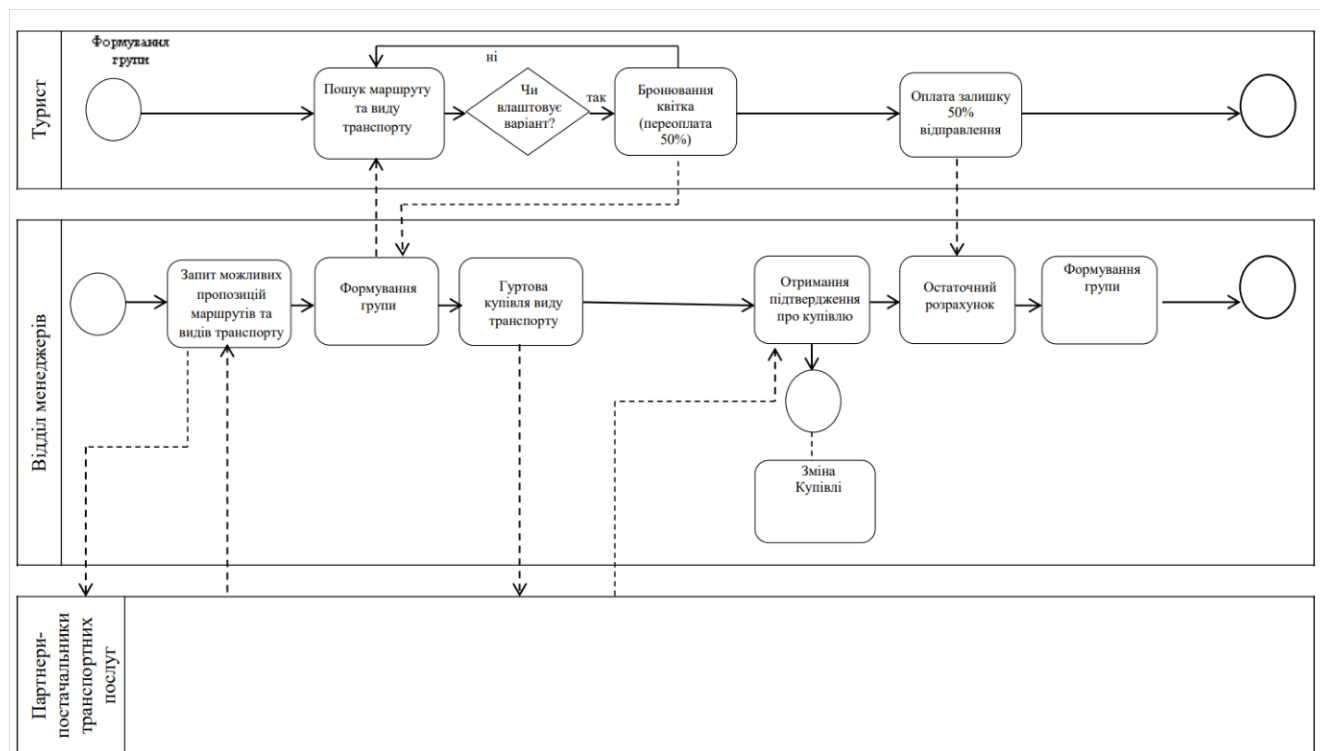 Формування
групи
Турист
Пошук маршруту
та виду
транспорту
ні
Чи
влаштовує
варіант?
так
Бронювання
квітка
(переоплата
50%)
Оплата залишку
50%
відправлення
Відділ менеджерів
Запит можливих
пропозицій
маршрутів та
видів транспорту
Формування
групи
Гуртова
купівля виду
транспорту
Отримання
підтвердження
про купівлю
Остаточний
розрахунок
Формування
групи
Зміна
Купівлі
Партнери-
постачальники
транспортних
послуг